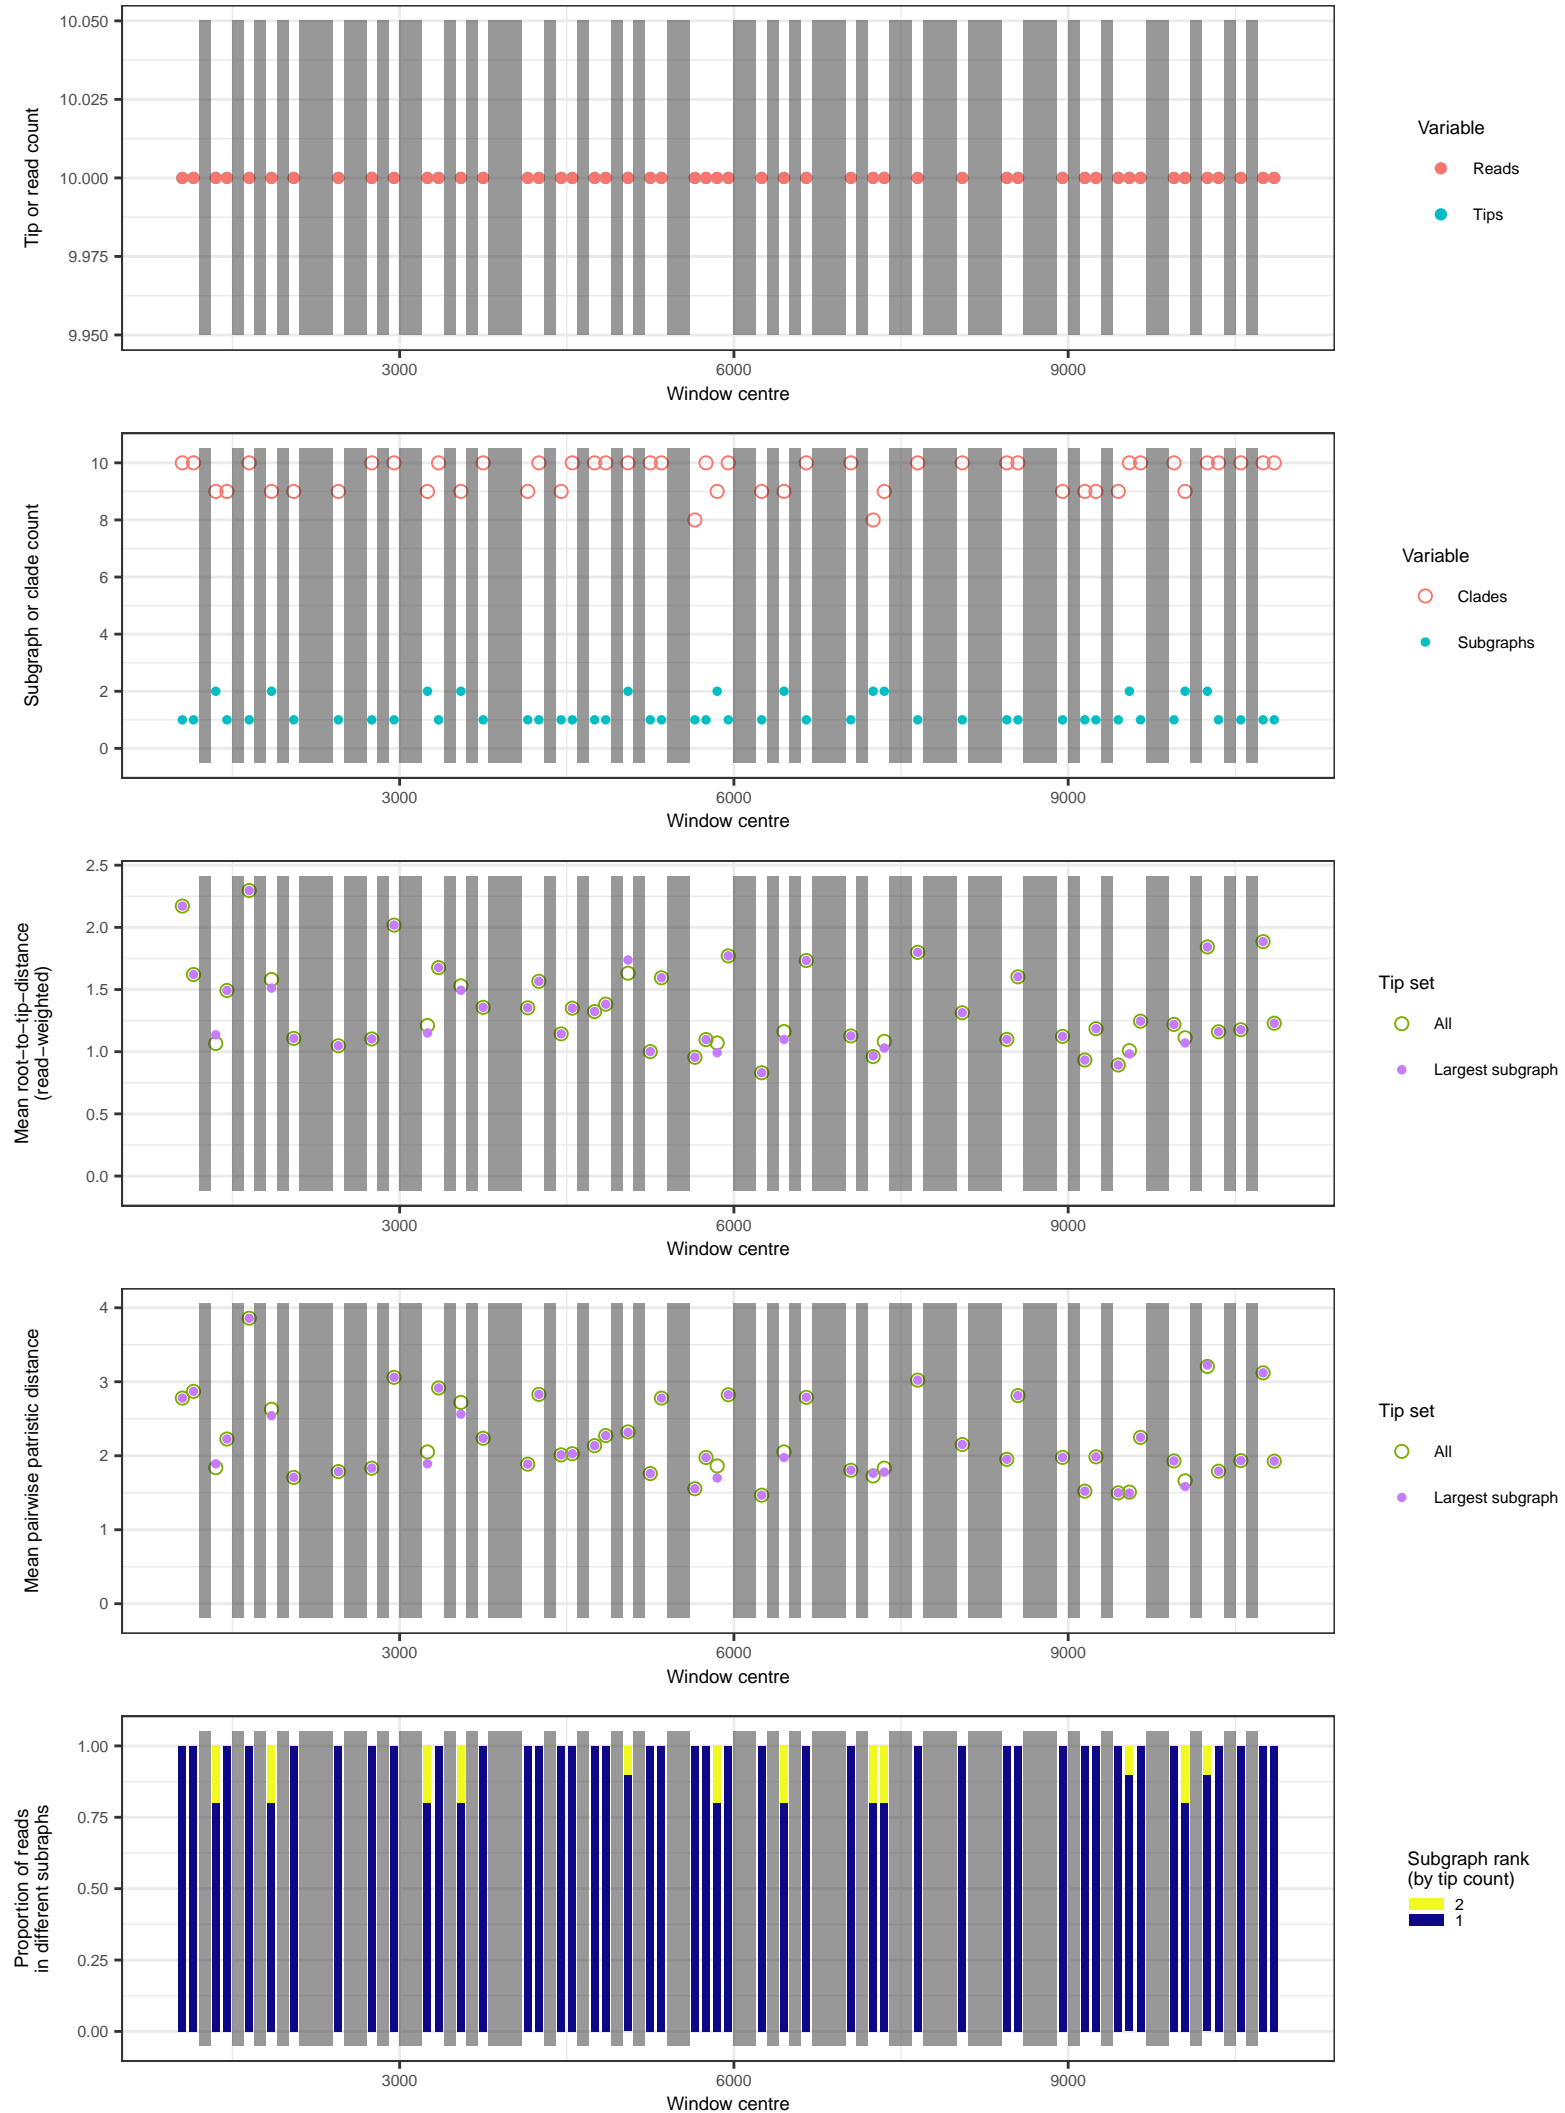 10.050
10.025
10.000
9.975
9.950
Tip or read count
3000
6000
9000
Window centre
Variable
Reads
Tips
10
8
6
4
2
0
Subgraph or clade count
3000
6000
9000
Window centre
Variable
Clades
Subgraphs
2.5
2.0
1.5
1.0
0.5
0.0
Mean root−to−tip−distance
(read−weighted)
3000
6000
9000
Window centre
Tip set
All
Largest subgraph
4
3
2
1
0
Mean pairwise patristic distance
3000
6000
9000
Window centre
Tip set
All
Largest subgraph
1.00
0.75
0.50
0.25
0.00
Proportion of reads
in different subraphs
3000
6000
9000
Window centre
Subgraph rank
(by tip count)
2
1